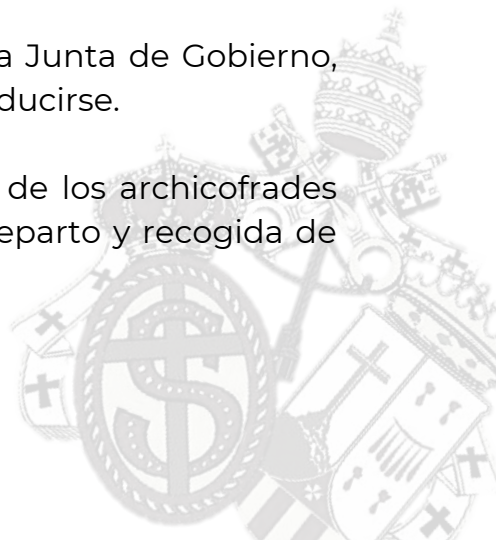 a Junta de Gobierno,
ducirse.
de los archicofrades
eparto y recogida de